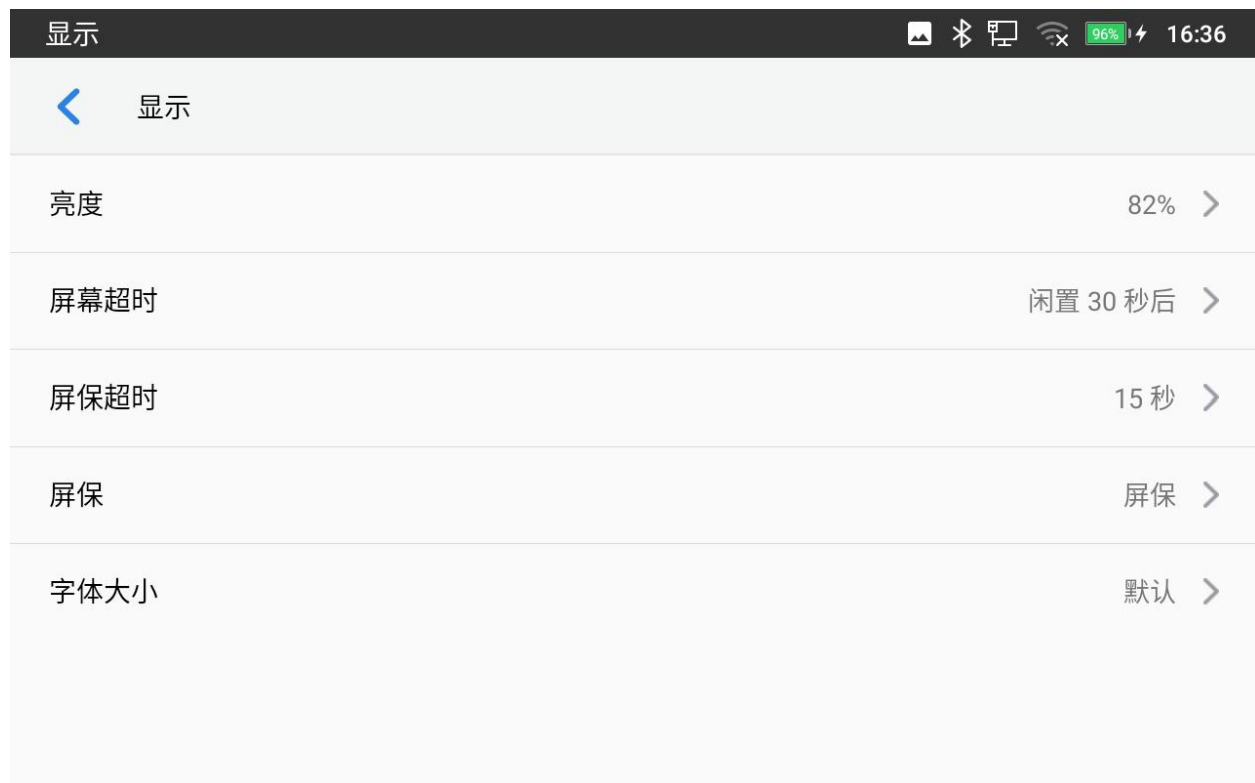 显示
96% 16:36
显示
亮度 82%
屏幕超时 闲置 30 秒后
屏保超时 15 秒
屏保 屏保
字体大小 默认